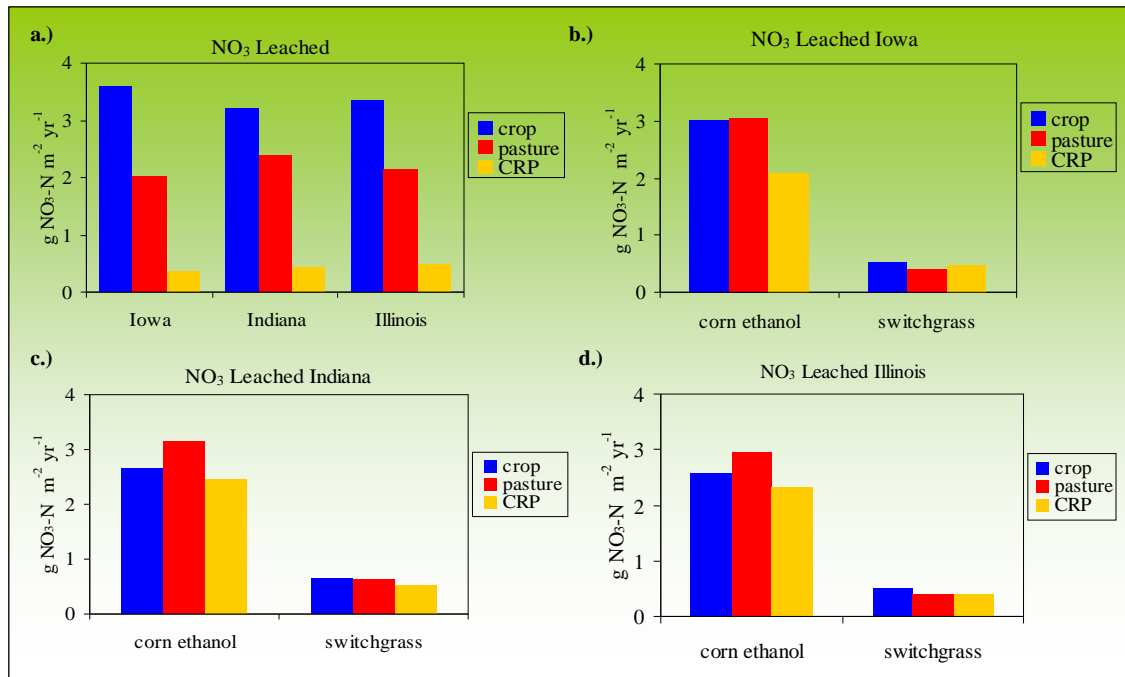 a.)
NO₃ Leached
g NO₃-N m⁻² yr⁻¹
4
3
2
1
0
Iowa
Indiana
Illinois
crop
pasture
CRP
b.)
NO₃ Leached Iowa
g NO₃-N m⁻² yr⁻¹
4
3
2
1
0
corn ethanol
switchgrass
crop
pasture
CRP
c.)
NO₃ Leached Indiana
g NO₃-N m⁻² yr⁻¹
4
3
2
1
0
corn ethanol
switchgrass
crop
pasture
CRP
d.)
NO₃ Leached Illinois
g NO₃-N m⁻² yr⁻¹
4
3
2
1
0
corn ethanol
switchgrass
crop
pasture
CRP